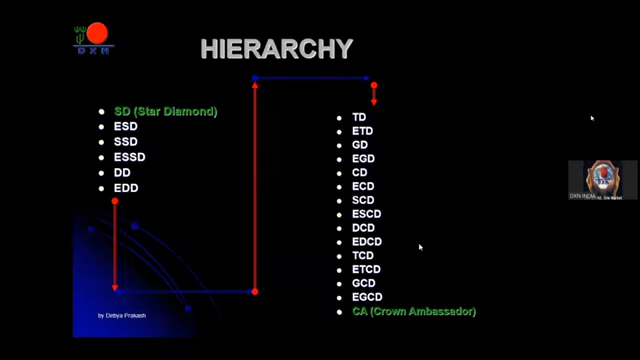 DXN
HIERARCHY
SD (Star Diamond)
ESD
SSD
ESSD
DD
EDD
TD
ETD
GD
EGD
CD
ECD
SCD
ESCD
DCD
EDCD
TCD
ETCD
GCD
EGCD
CA (Crown Ambassador)
by Debya Prakash
DXN INDIA